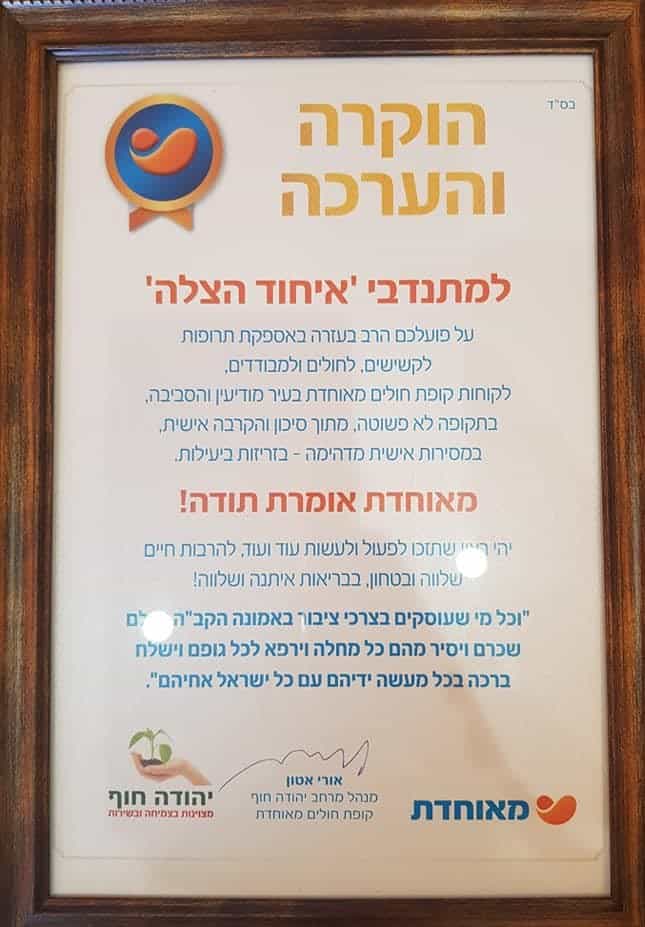 בס"ד
הוקרה
והערכה
למתנדבי 'איחוד הצלה'
על פועלכם הרב בעזרה באספקת תרופות
לקשישים, לחולים ולמבודדים,
לקוחות קופת חולים מאוחדת בעיר מודיעין והסביבה,
בתקופה לא פשוטה, מתוך סיכון והקרבה אישית,
במסירות אישית מדהימה - בזריזות ביעילות.
מאוחדת אומרת תודה!
יהי שתזכו לפעול ולעשות עוד ועוד, להרבות חיים
שלווה ובטחון, בבריאות איתנה ושלווה!
"וכל מי שעוסקים בצרכי ציבור באמונה הקב"ה
שכרם ויסיר מהם כל מחלה וירפא לכל גופם וישלח
ברכה בכל מעשה ידיהם עם כל ישראל אחיהם".
אורי אטון
מנהל מרחב יהודה חוף
קופת חולים מאוחדת
יהודה חוף
מצוינות בצמיחה ובשירות
מאוחדת